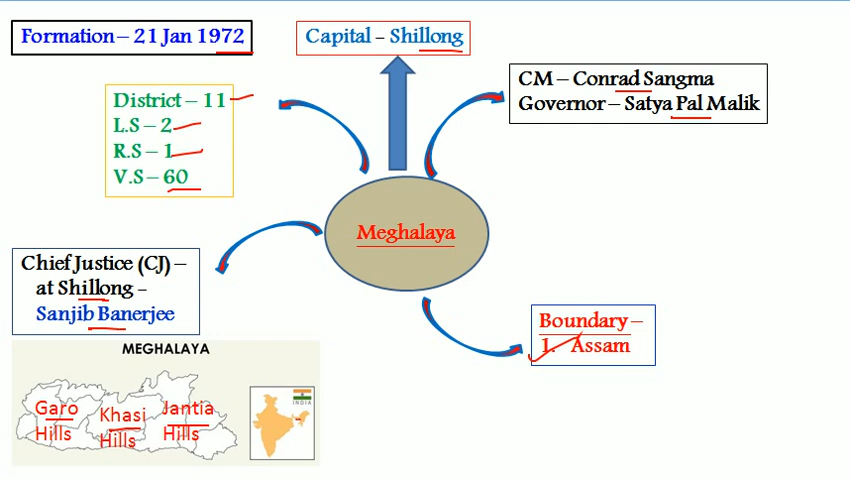 Formation – 21 Jan 1972
Capital – Shillong
CM – Conrad Sangma
Governor – Satya Pal Malik
District – 11
L.S – 2
R.S – 1
V.S – 60
Meghalaya
Chief Justice (CJ) –
at Shillong –
Sanjib Banerjee
Boundary –
1. Assam
MEGHALAYA
Garo
Hills
Khasi
Hills
Jantia
Hills
INDIA